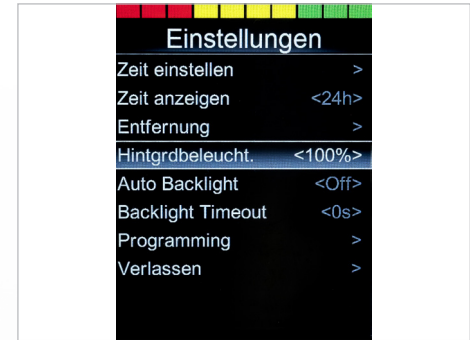 Einstellungen
Zeit einstellen >
Zeit anzeigen <24h>
Entfernung >
Hintgrdbeleucht. <100%>
Auto Backlight <Off>
Backlight Timeout <0s>
Programming >
Verlassen >